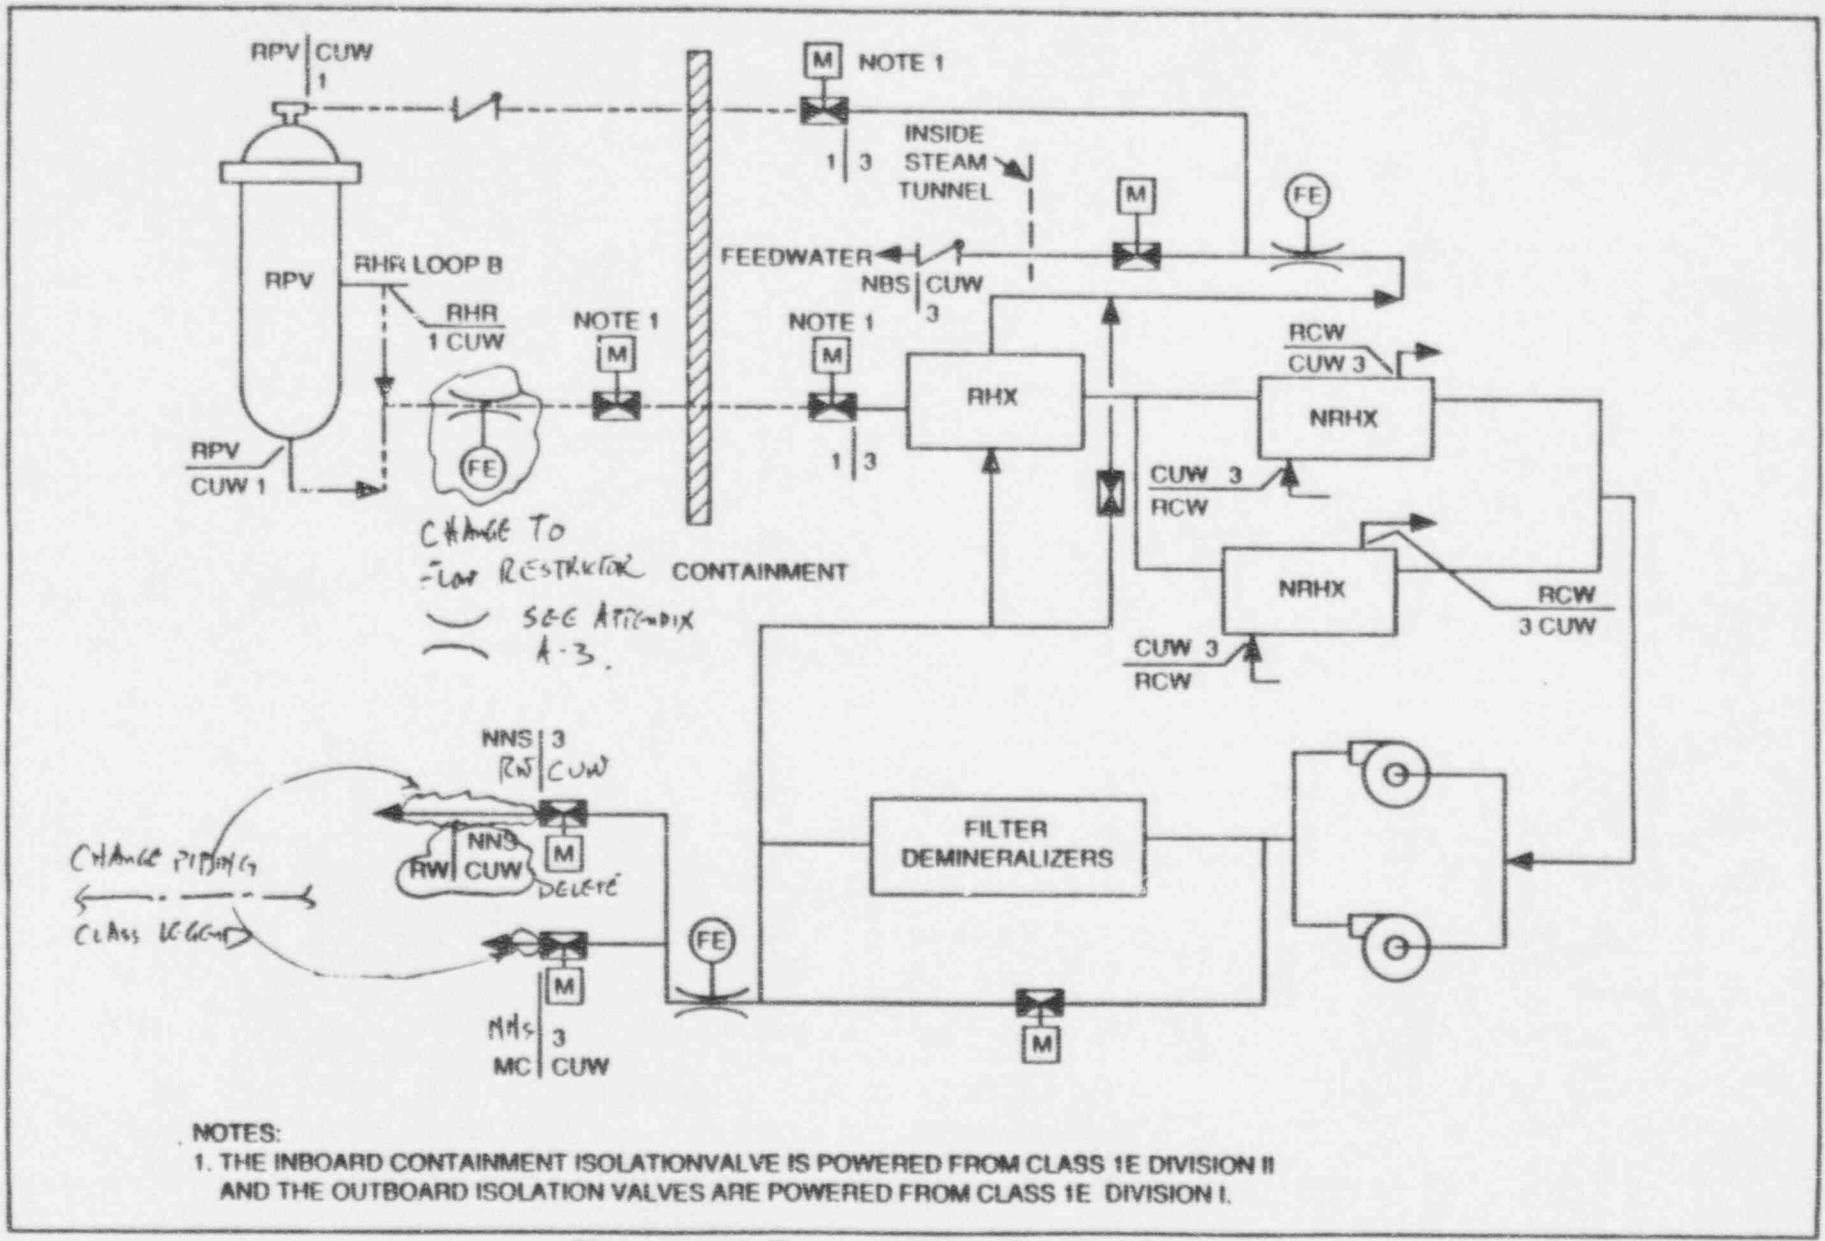 RPV CUW
1
M NOTE 1
INSIDE
STEAM
TUNNEL
1 3
M
FE
FEEDWATER
NBS CUW
3
RPV
RHR LOOP B
RHR
1 CUW
NOTE 1
M
NOTE 1
M
RHX
RCW
CUW 3
NRHX
1 3
FE
RPV
CUW 1
CUW 3
RCW
NRHX
RCW
3 CUW
CUW 3
RCW
CHANGE TO
FLOW RESTRICTOR
SEE APPENDIX
A-3.
CONTAINMENT
NNS 3
RW CUW
NNS
RW CUW
M
DELETE
CHANGE PIPING
CLASS LEGEND
M
NNS 3
MC CUW
FE
FILTER
DEMINERALIZERS
M
NOTES:
1. THE INBOARD CONTAINMENT ISOLATIONVALVE IS POWERED FROM CLASS 1E DIVISION II
AND THE OUTBOARD ISOLATION VALVES ARE POWERED FROM CLASS 1E DIVISION I.